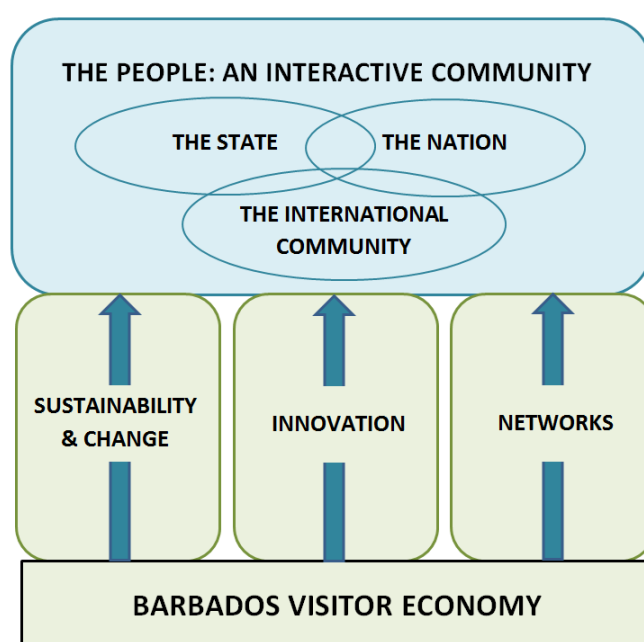 THE PEOPLE: AN INTERACTIVE COMMUNITY
THE STATE
THE NATION
THE INTERNATIONAL
COMMUNITY
SUSTAINABILITY
& CHANGE
INNOVATION
NETWORKS
BARBADOS VISITOR ECONOMY